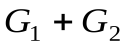 G₁ + G₂